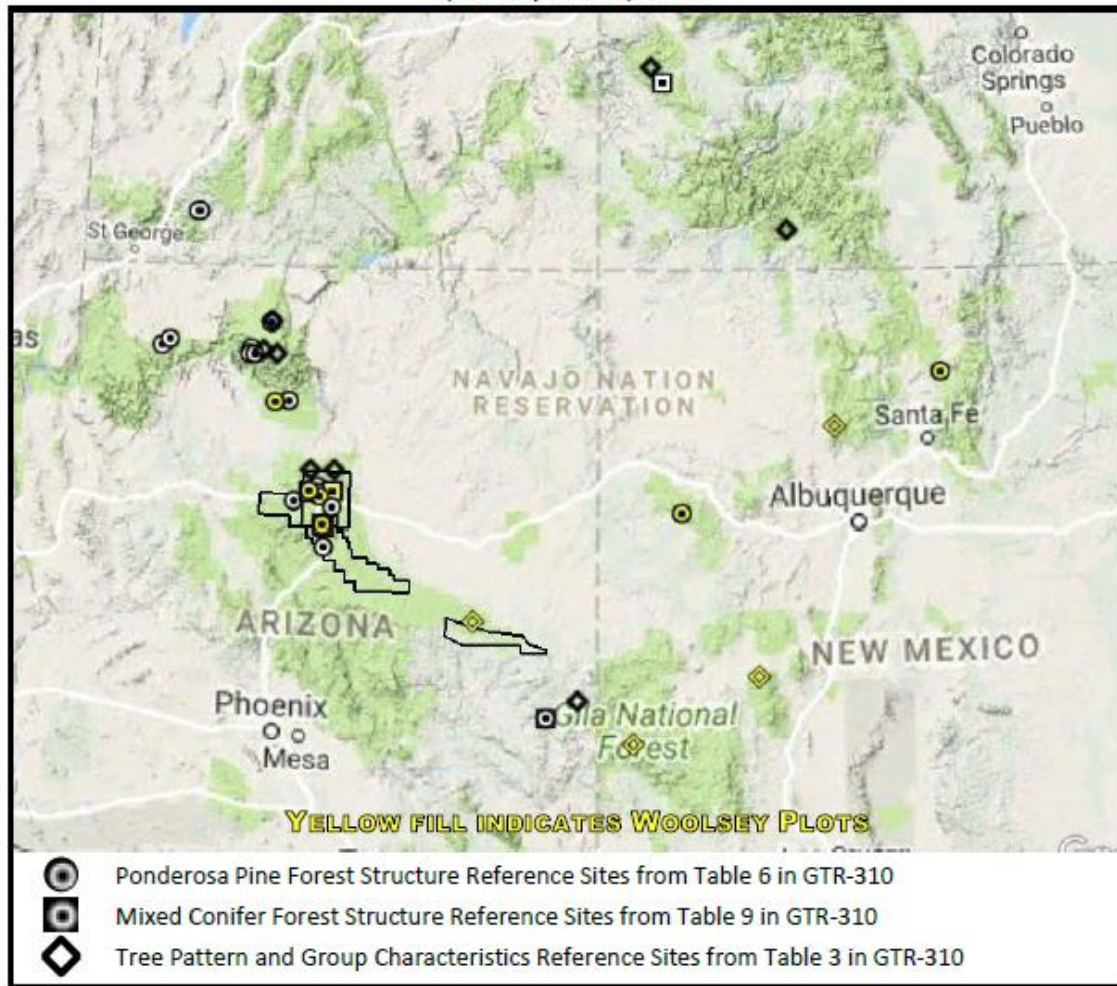 Colorado
Springs
Pueblo
St George
as
NAVAJO NATION
RESERVATION
Santa Fe
Albuquerque
ARIZONA
NEW MEXICO
Phoenix
Mesa
Gila National
Forest
YELLOW FILL INDICATES WOOLSEY PLOTS
Ponderosa Pine Forest Structure Reference Sites from Table 6 in GTR-310
Mixed Conifer Forest Structure Reference Sites from Table 9 in GTR-310
Tree Pattern and Group Characteristics Reference Sites from Table 3 in GTR-310